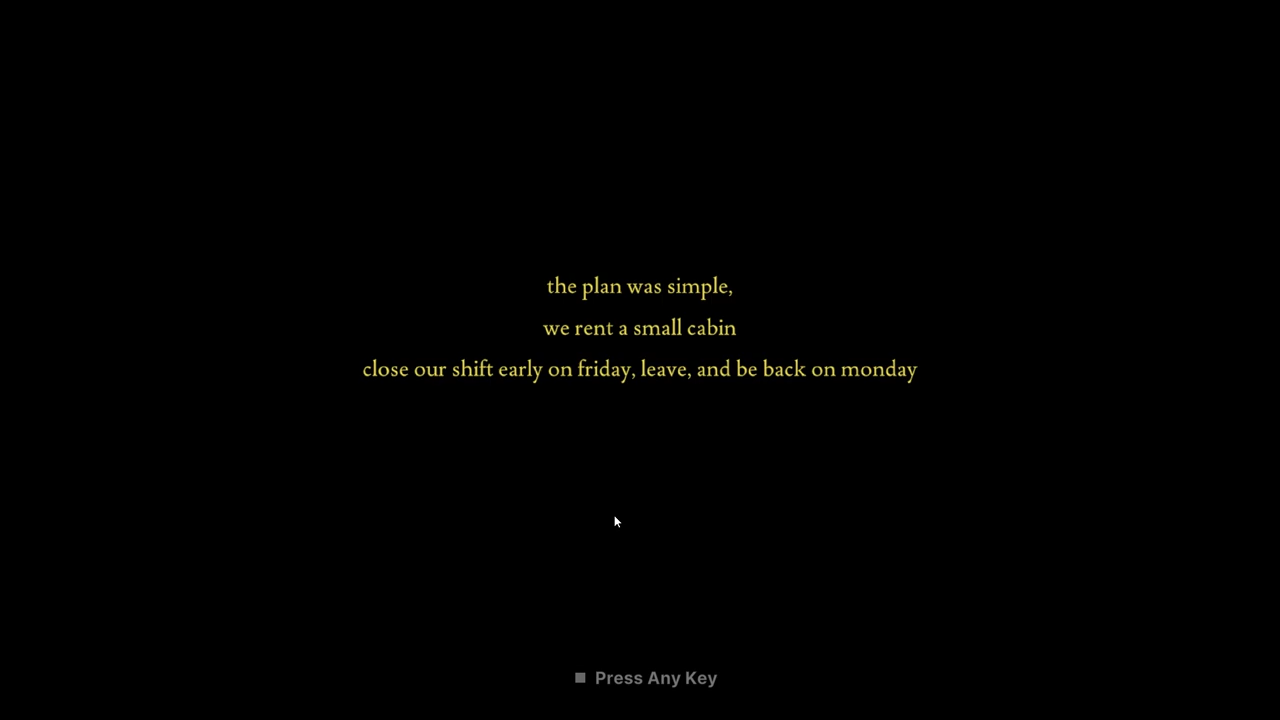 the plan was simple,
we rent a small cabin
close our shift early on friday, leave, and be back on monday
Press Any Key